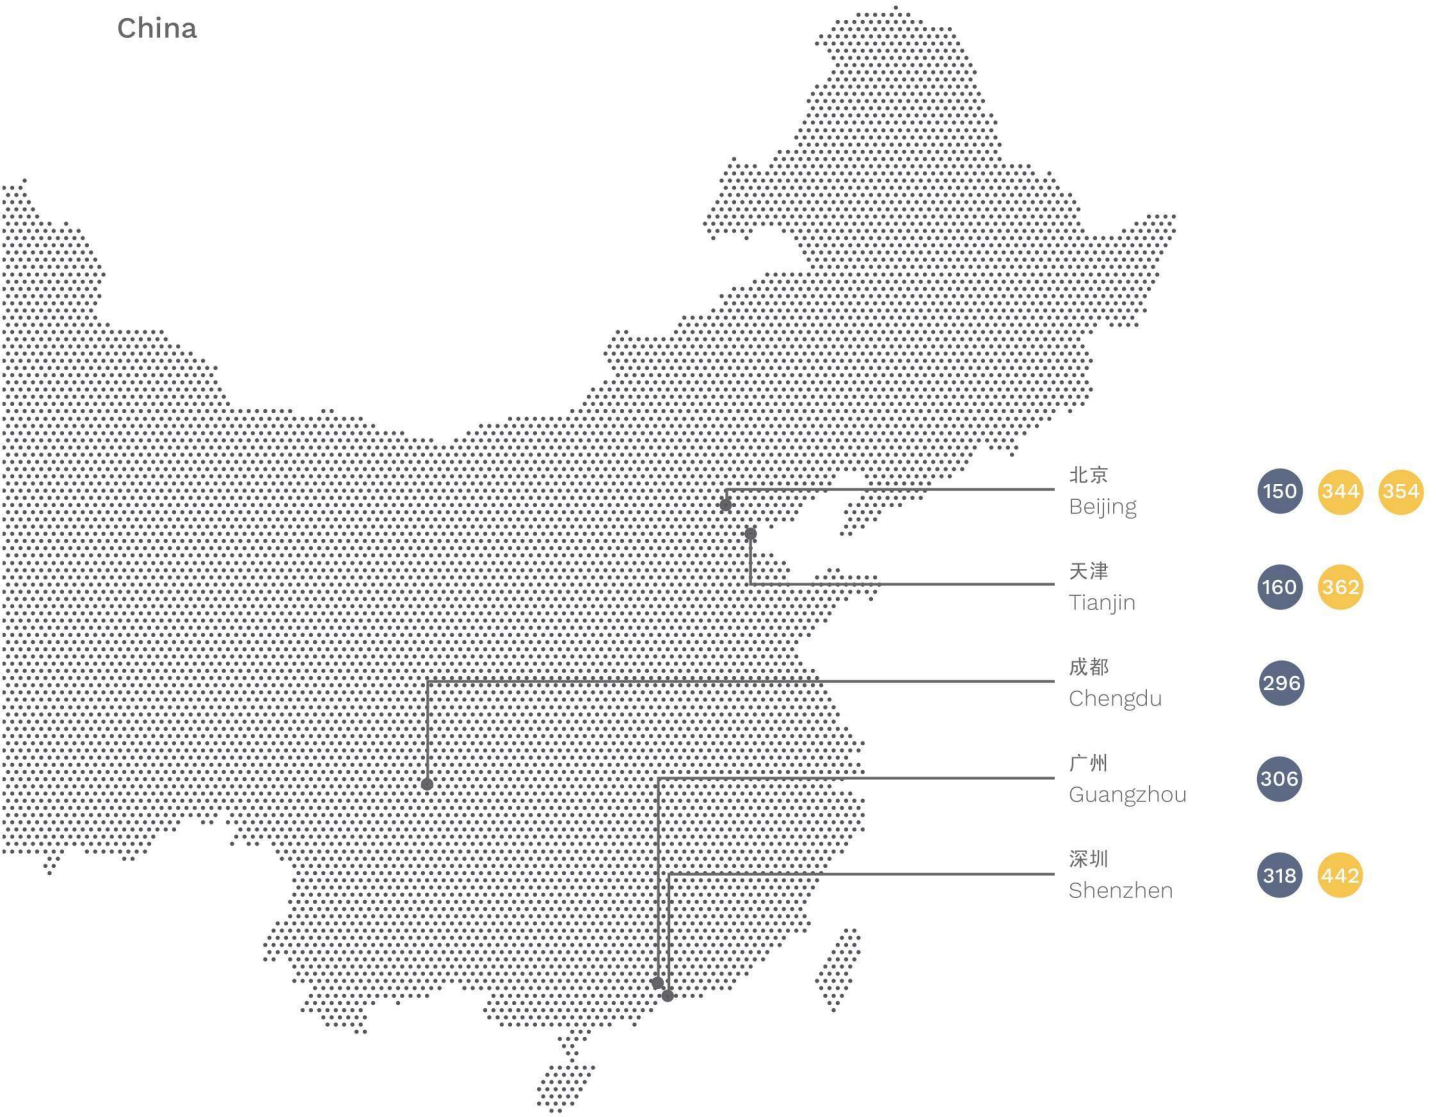 China
北京
Beijing
150 344 354
天津
Tianjin
160 362
成都
Chengdu
296
广州
Guangzhou
306
深圳
Shenzhen
318 442